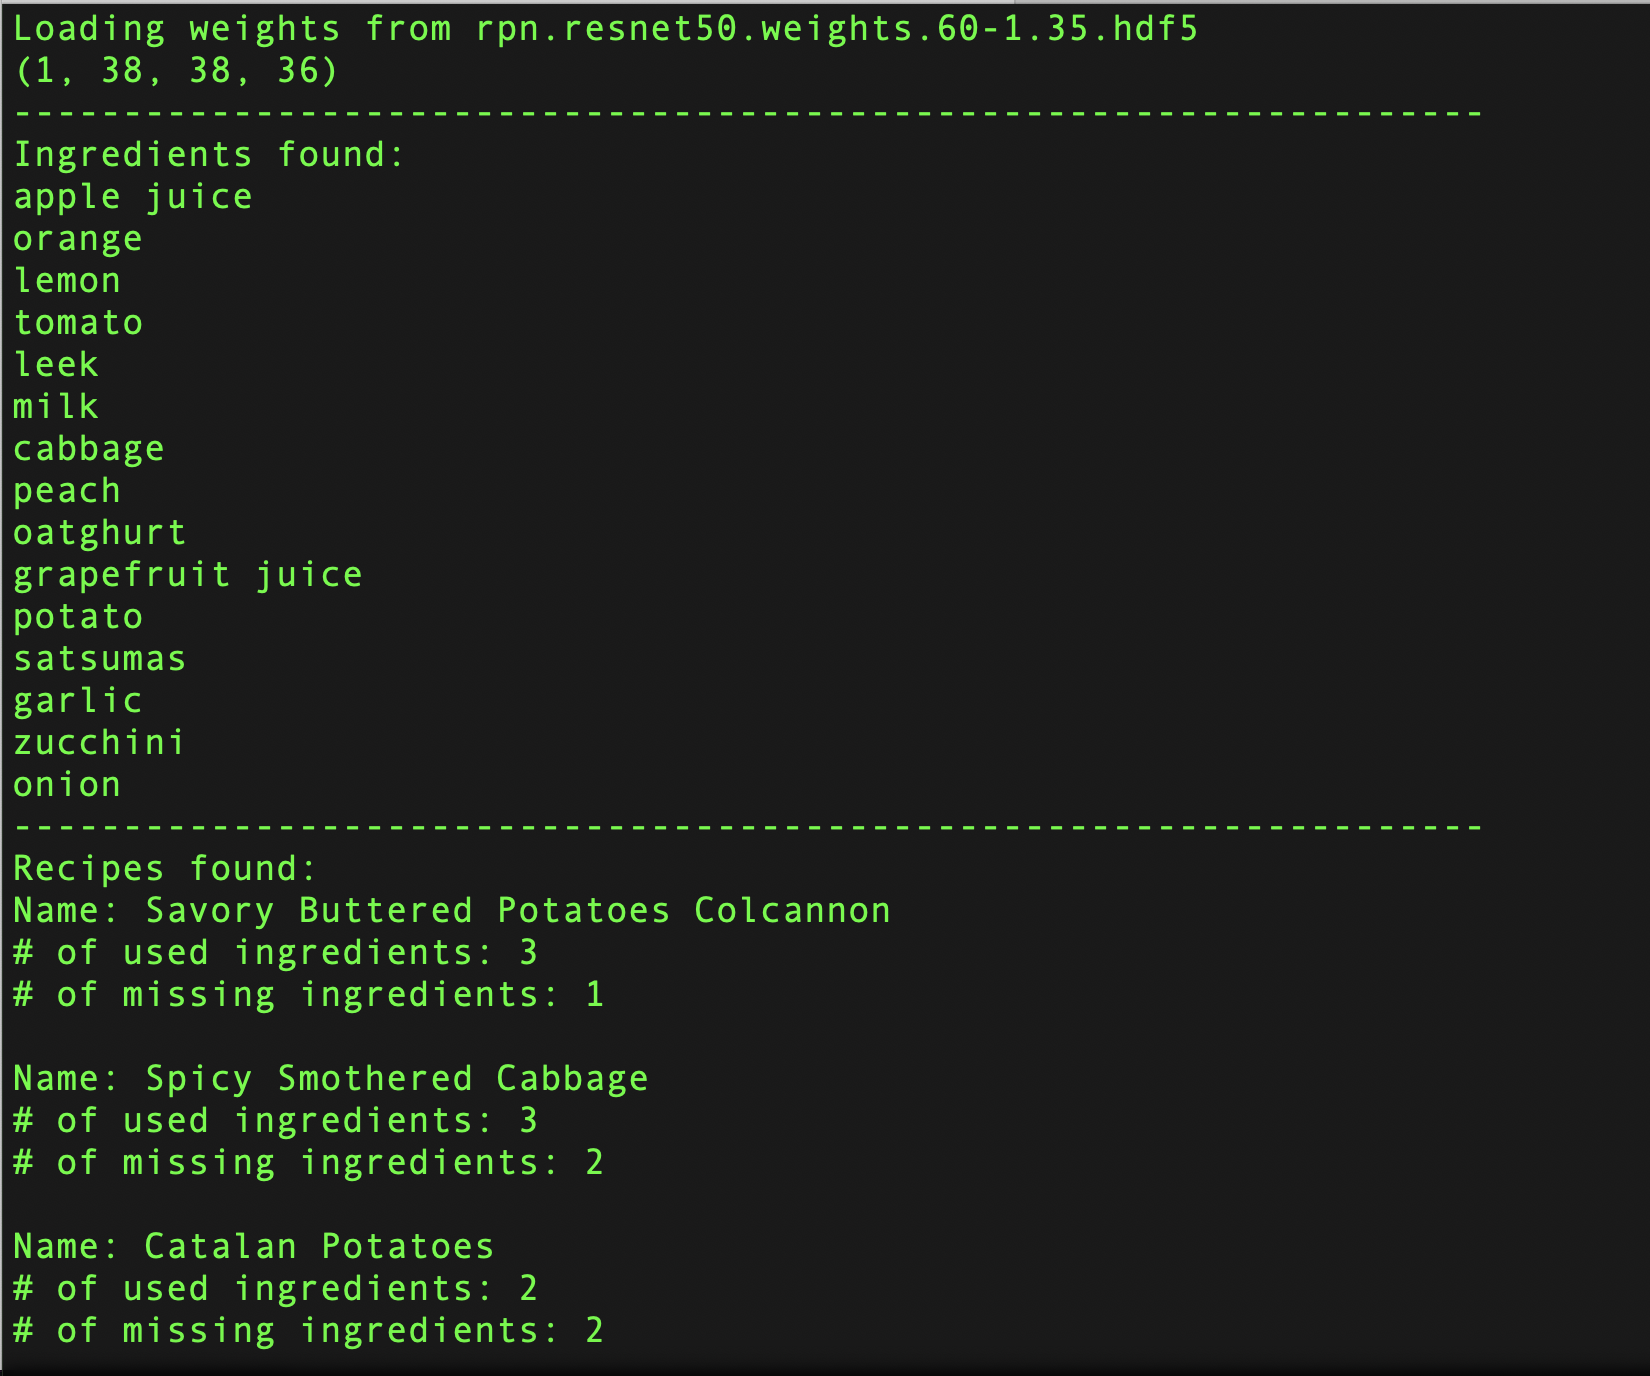 Loading weights from rpn.resnet50.weights.60-1.35.hdf5
(1, 38, 38, 36)
-------------------------------------------------------------------
Ingredients found:
apple juice
orange
lemon
tomato
leek
milk
cabbage
peach
oatghurt
grapefruit juice
potato
satsumas
garlic
zucchini
onion
-------------------------------------------------------------------
Recipes found:
Name: Savory Buttered Potatoes Colcannon
# of used ingredients: 3
# of missing ingredients: 1
Name: Spicy Smothered Cabbage
# of used ingredients: 3
# of missing ingredients: 2
Name: Catalan Potatoes
# of used ingredients: 2
# of missing ingredients: 2